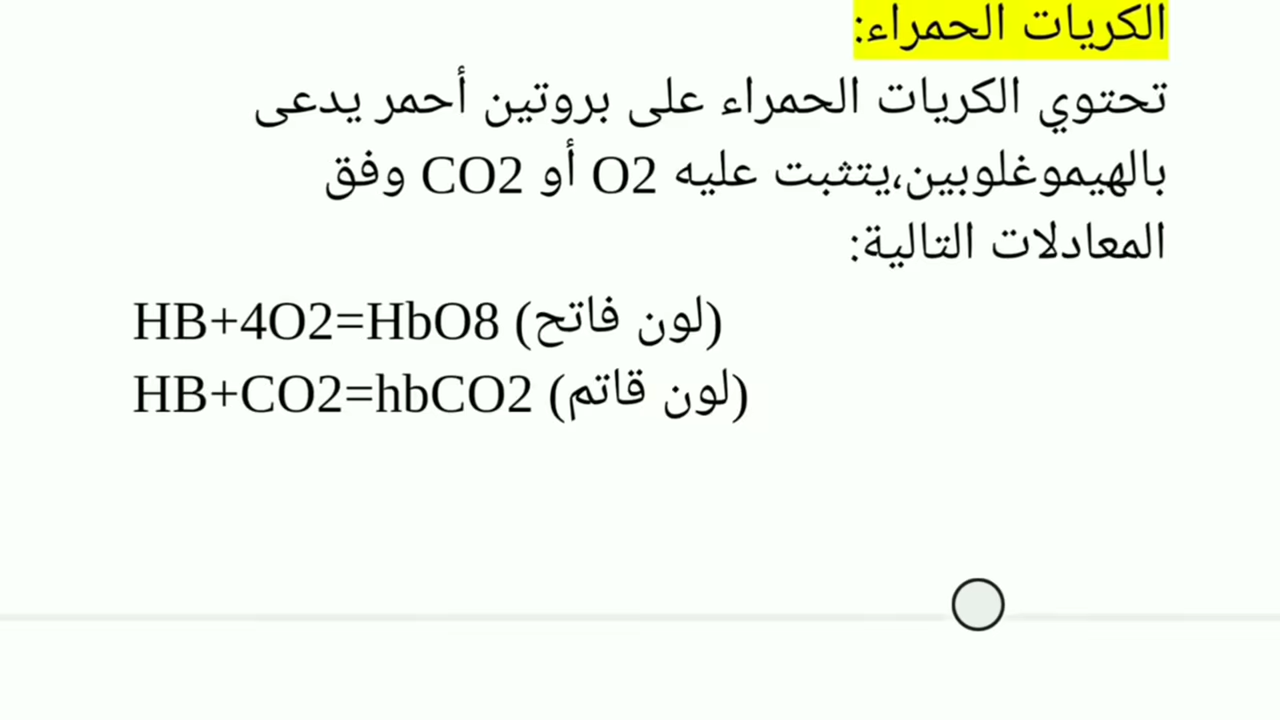 الكريات الحمراء:
تحتوي الكريات الحمراء على بروتين أحمر يدعى
بالهيموغلوبين،يتثبت عليه O2 أو CO2 وفق
المعادلات التالية:
HB+4O2=HbO8 (لون فاتح)
HB+CO2=hbCO2 (لون قاتم)